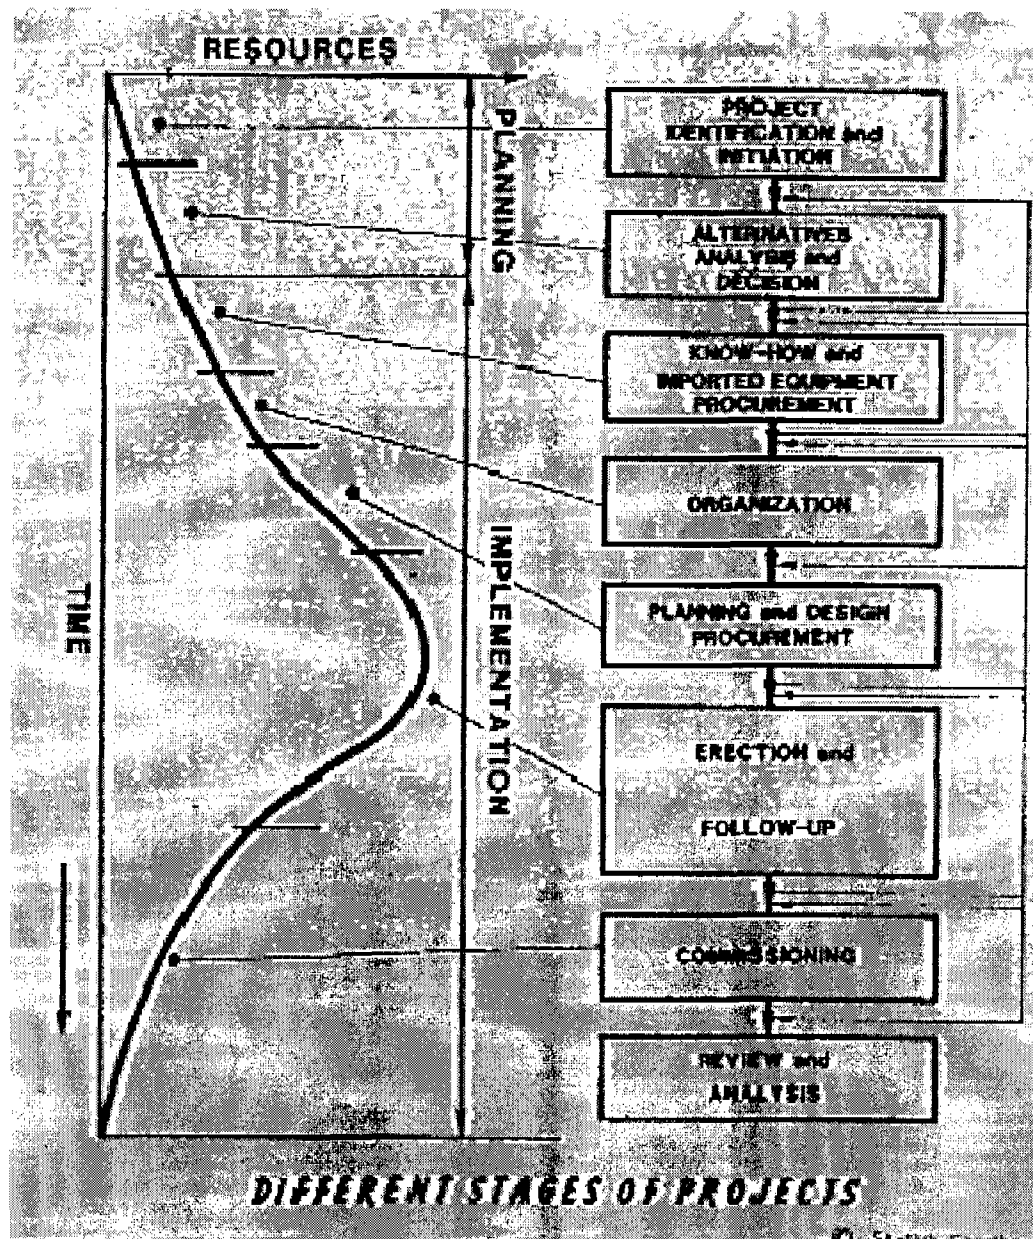 RESOURCES
PLANNING
IMPLENENTATION
TIME
PROJECT
IDENTIFICATION and
INITIATION
ALTERNATIVES
ANALYSIS and
DECISION
KNOW-HOW and
IMPORTED EQUIPMENT
PROCUREMENT
ORGANIZATION
PLANNING and DESIGN
PROCUREMENT
ERECTION and
FOLLOW-UP
COMMISSIONING
REVIEW and
ANALYSIS
DIFFERENT STAGES OF PROJECTS